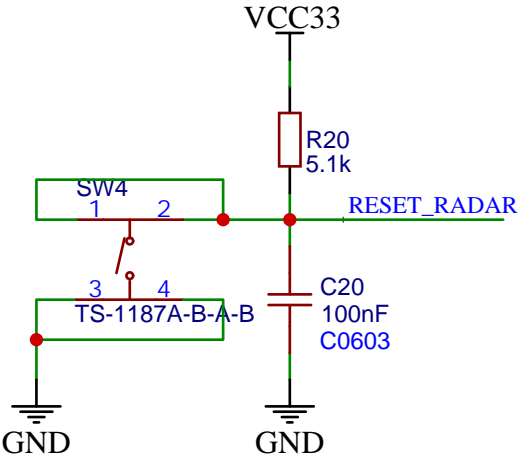 VCC33
R20
5.1k
SW4
1 2
RESET_RADAR
3 4
TS-1187A-B-A-B
C20
100nF
C0603
GND
GND